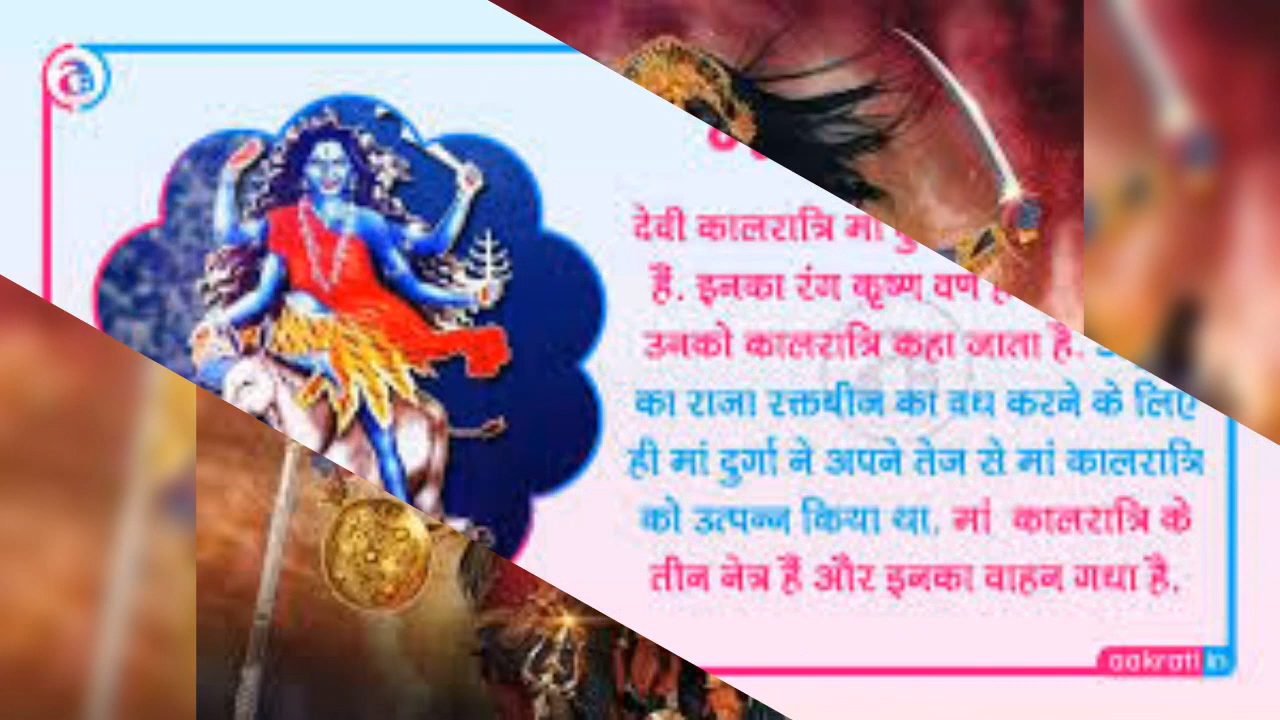 देवी कालरात्रि मां
हैं. इनका रंग कृष्ण वर्ण
उनको कालरात्रि कहा जाता है.
का राजा रक्तबीज का वध करने के लिए
ही मां दुर्गा ने अपने तेज से मां कालरात्रि
को उत्पन्न किया था. मां कालरात्रि के
तीन नेत्र हैं और इनका वाहन गधा है.
aakrati in